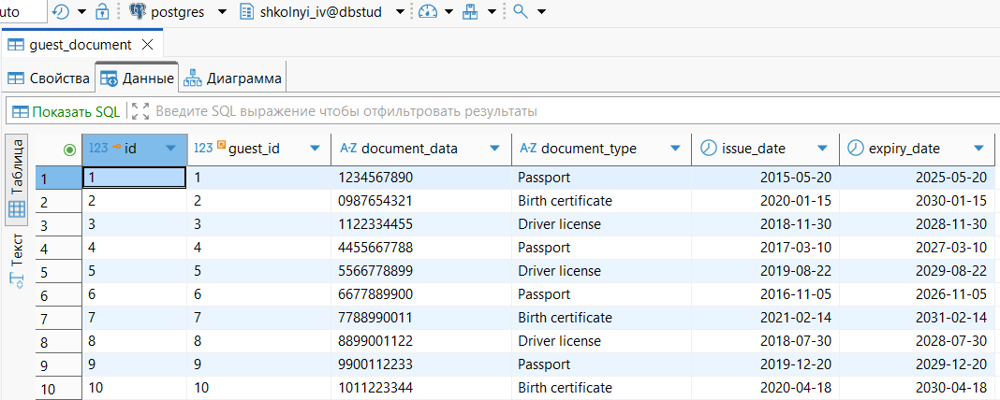 uto postgres shkolnyi_iv@dbstud
guest_document
Свойства Данные Диаграмма
Показать SQL Введите SQL выражение чтобы отфильтровать результаты
Таблица
Текст
123 id 123 guest_id A-Z document_data A-Z document_type issue_date expiry_date
1 1 1 1234567890 Passport 2015-05-20 2025-05-20
2 2 2 0987654321 Birth certificate 2020-01-15 2030-01-15
3 3 3 1122334455 Driver license 2018-11-30 2028-11-30
4 4 4 4455667788 Passport 2017-03-10 2027-03-10
5 5 5 5566778899 Driver license 2019-08-22 2029-08-22
6 6 6 6677889900 Passport 2016-11-05 2026-11-05
7 7 7 7788990011 Birth certificate 2021-02-14 2031-02-14
8 8 8 8899001122 Driver license 2018-07-30 2028-07-30
9 9 9 9900112233 Passport 2019-12-20 2029-12-20
10 10 10 1011223344 Birth certificate 2020-04-18 2030-04-18